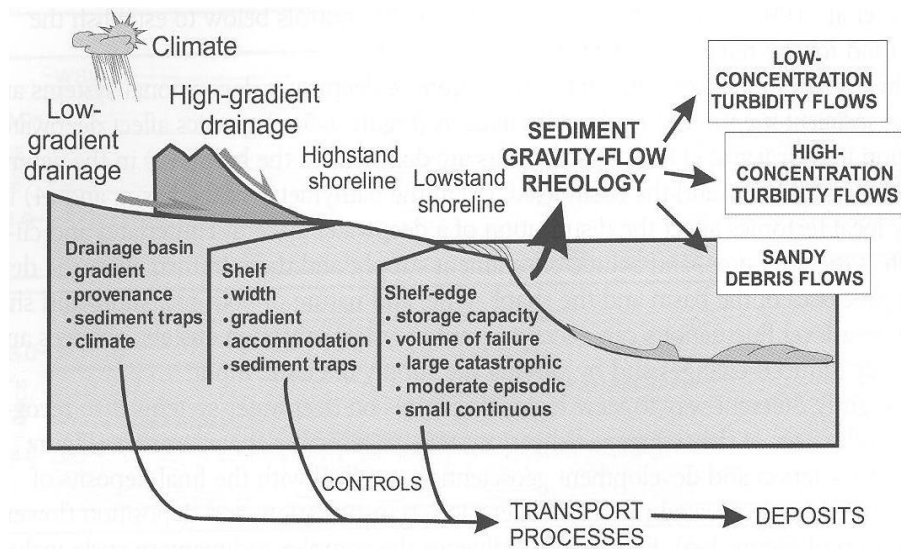 Climate
Low-
gradient
drainage
High-gradient
drainage
Highstand
shoreline
Lowstand
shoreline
SEDIMENT
GRAVITY-FLOW
RHEOLOGY
LOW-
CONCENTRATION
TURBIDITY FLOWS
HIGH-
CONCENTRATION
TURBIDITY FLOWS
SANDY
DEBRIS FLOWS
Drainage basin
• gradient
• provenance
• sediment traps
• climate
Shelf
• width
• gradient
• accommodation
• sediment traps
Shelf-edge
• storage capacity
• volume of failure
• large catastrophic
• moderate episodic
• small continuous
CONTROLS
TRANSPORT
PROCESSES
DEPOSITS